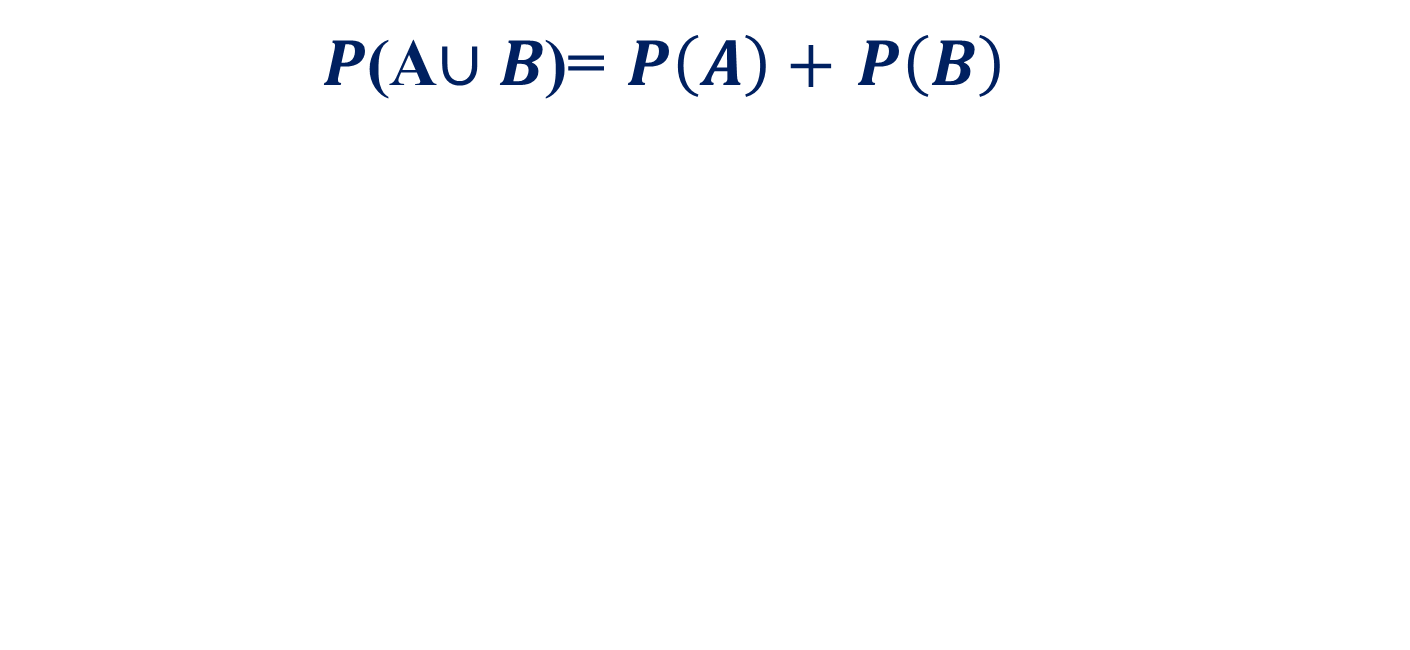 P(A∪ B)= P(A) + P(B)